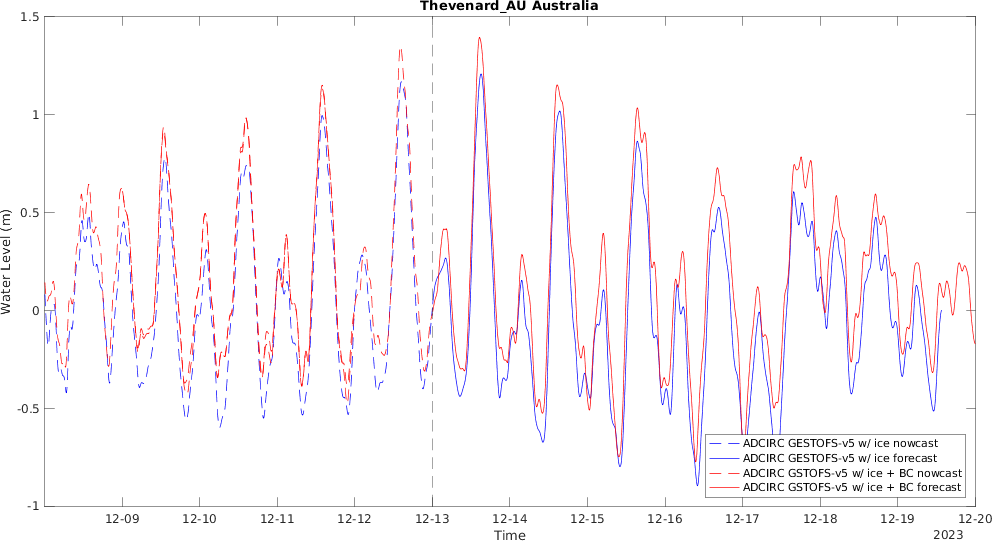 Thevenard_AU Australia
Water Level (m)
1.5
1
0.5
0
-0.5
-1
ADCIRC GESTOFS-v5 w/ ice nowcast
ADCIRC GESTOFS-v5 w/ ice forecast
ADCIRC GSTOFS-v5 w/ ice + BC nowcast
ADCIRC GSTOFS-v5 w/ ice + BC forecast
12-09 12-10 12-11 12-12 12-13 12-14 12-15 12-16 12-17 12-18 12-19 12-20
Time
2023